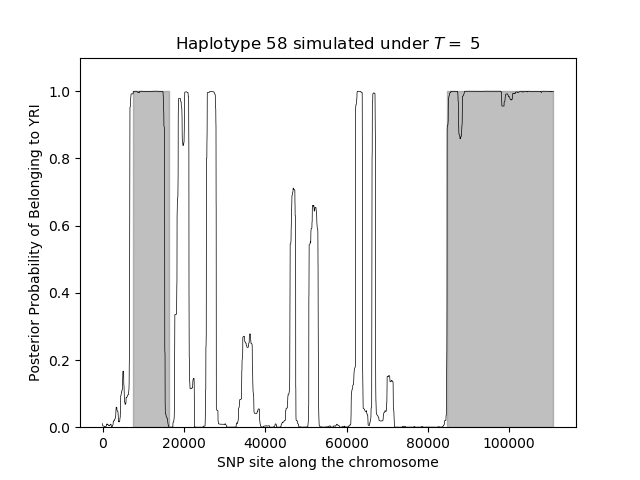 Haplotype 58 simulated under T = 5
Posterior Probability of Belonging to YRI
1.0
0.8
0.6
0.4
0.2
0.0
0 20000 40000 60000 80000 100000
SNP site along the chromosome